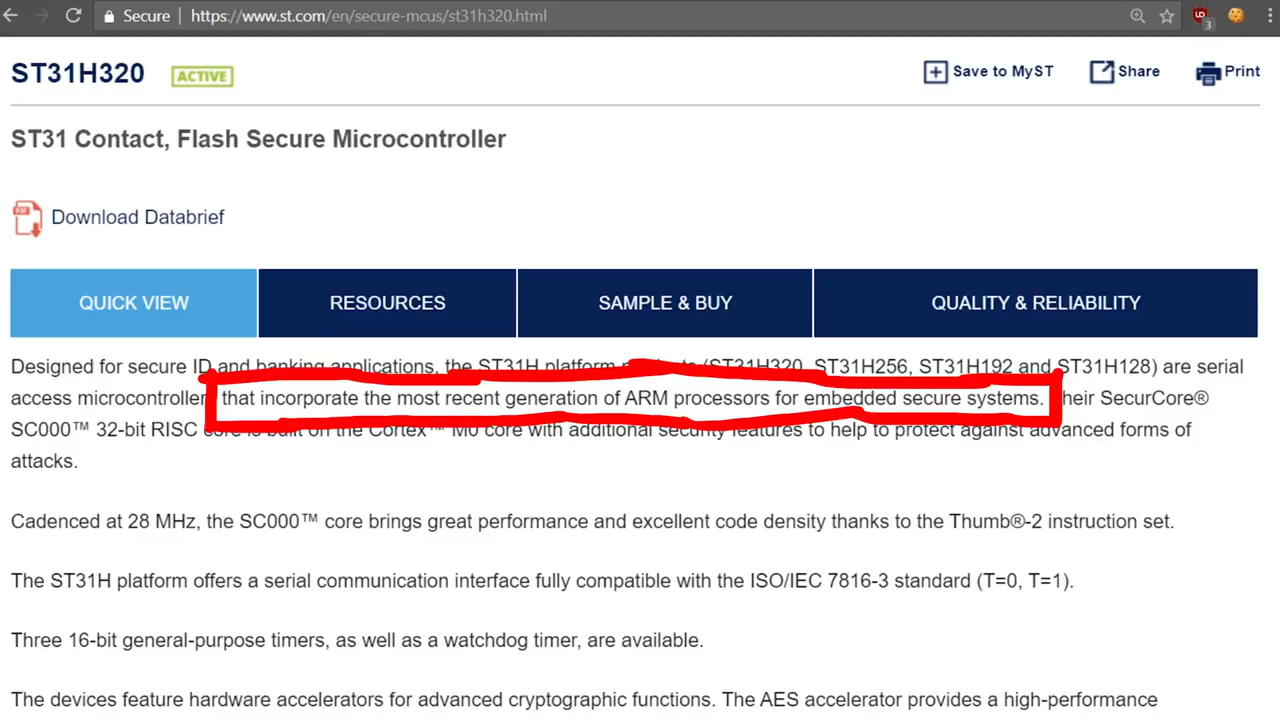 Secure https://www.st.com/en/secure-mcus/st31h320.html
3
ST31H320 ACTIVE Save to MyST Share Print
ST31 Contact, Flash Secure Microcontroller
PDF Download Databrief
QUICK VIEW RESOURCES SAMPLE & BUY QUALITY & RELIABILITY
Designed for secure ID and banking applications, the ST31H platform (ST31H320, ST31H256, ST31H192 and ST31H128) are serial
access microcontroller that incorporate the most recent generation of ARM processors for embedded secure systems. Their SecurCore®
SC000™ 32-bit RISC core is built on the Cortex™ M0 core with additional security features to help to protect against advanced forms of
attacks.
Cadenced at 28 MHz, the SC000™ core brings great performance and excellent code density thanks to the Thumb®-2 instruction set.
The ST31H platform offers a serial communication interface fully compatible with the ISO/IEC 7816-3 standard (T=0, T=1).
Three 16-bit general-purpose timers, as well as a watchdog timer, are available.
The devices feature hardware accelerators for advanced cryptographic functions. The AES accelerator provides a high-performance